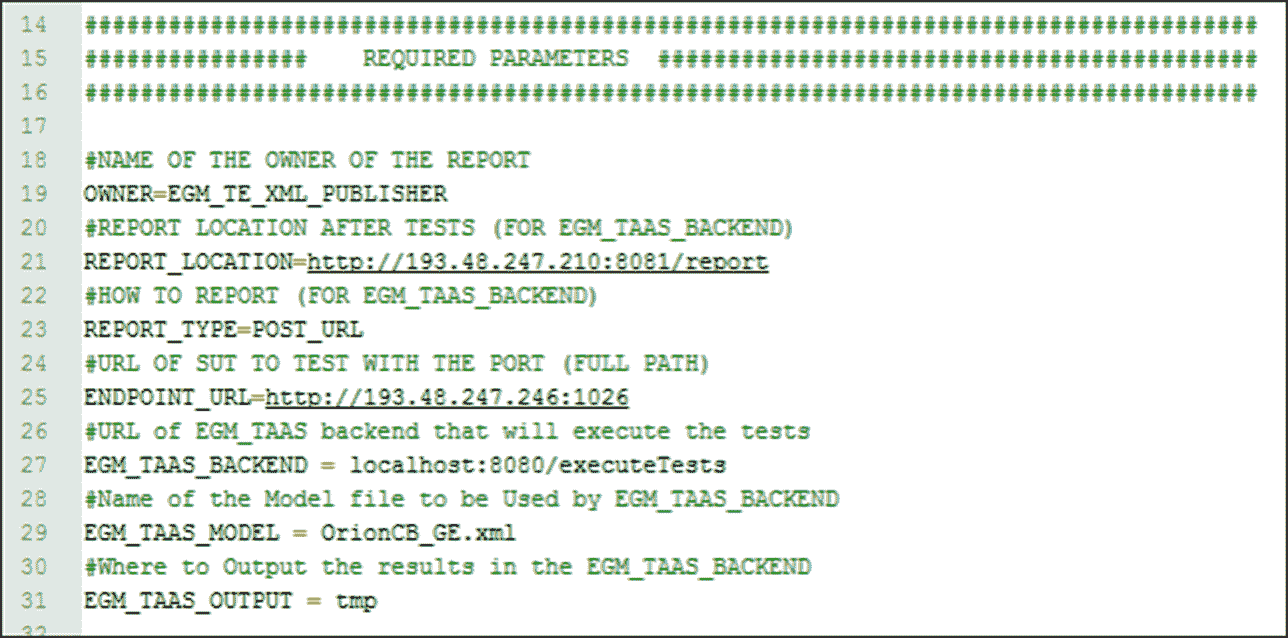 14 ####################################################################################
15 ################    REQUIRED PARAMETERS  ###########################################
16 ####################################################################################
17
18 #NAME OF THE OWNER OF THE REPORT
19 OWNER=EGM_TE_XML_PUBLISHER
20 #REPORT LOCATION AFTER TESTS (FOR EGM_TAAS_BACKEND)
21 REPORT_LOCATION=http://193.48.247.210:8081/report
22 #HOW TO REPORT (FOR EGM_TAAS_BACKEND)
23 REPORT_TYPE=POST_URL
24 #URL OF SUT TO TEST WITH THE PORT (FULL PATH)
25 ENDPOINT_URL=http://193.48.247.246:1026
26 #URL of EGM_TAAS backend that will execute the tests
27 EGM_TAAS_BACKEND = localhost:8080/executeTests
28 #Name of the Model file to be Used by EGM_TAAS_BACKEND
29 EGM_TAAS_MODEL = OrionCB_GE.xml
30 #Where to Output the results in the EGM_TAAS_BACKEND
31 EGM_TAAS_OUTPUT = tmp
32